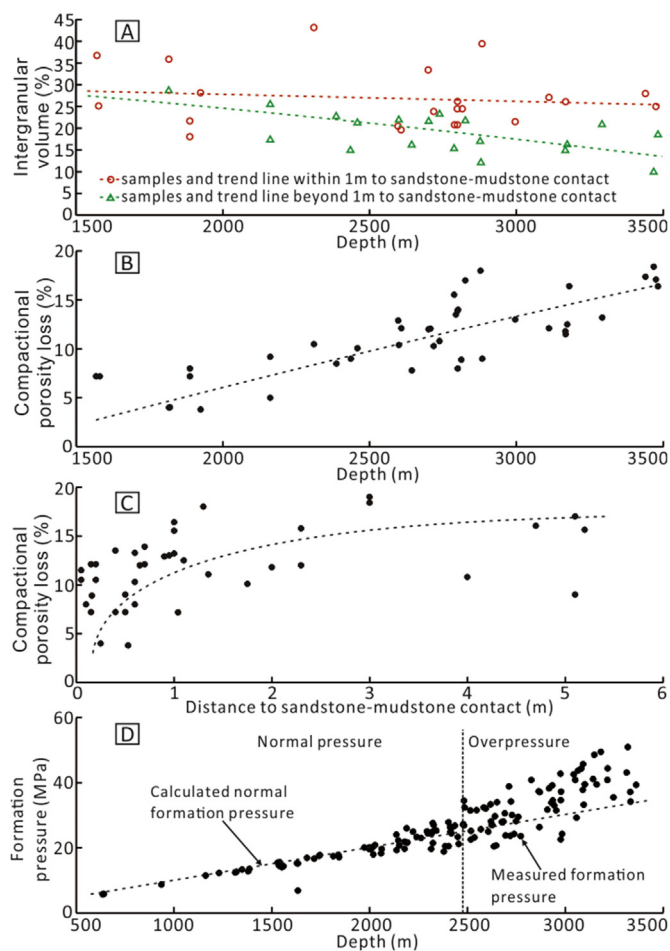 A
Intergranular
volume (%)
45
40
35
30
25
20
15
10
5
0
samples and trend line within 1m to sandstone-mudstone contact
samples and trend line beyond 1m to sandstone-mudstone contact
1500 2000 2500 3000 3500
Depth (m)
B
Compactional
porosity loss (%)
20
15
10
5
0
1500 2000 2500 3000 3500
Depth (m)
C
Compactional
porosity loss (%)
20
15
10
5
0
0 1 2 3 4 5 6
Distance to sandstone-mudstone contact (m)
D
Formation
pressure (MPa)
60
40
20
0
Normal pressure
Overpressure
Calculated normal
formation pressure
Measured formation
pressure
500 1000 1500 2000 2500 3000 3500
Depth (m)